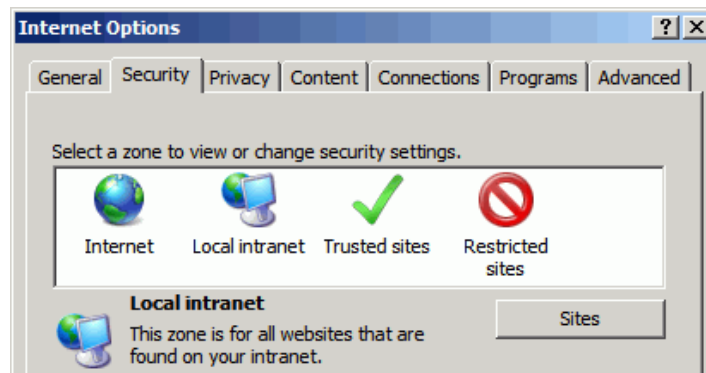 Internet Options
?
General Security Privacy Content Connections Programs Advanced
Select a zone to view or change security settings.
Internet Local intranet Trusted sites Restricted
sites
Local intranet
Sites
This zone is for all websites that are
found on your intranet.